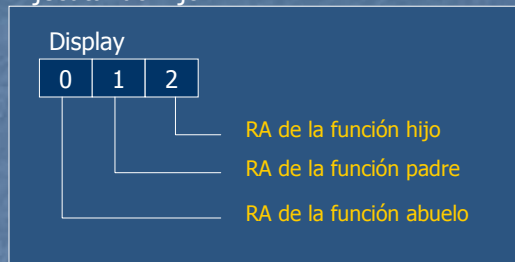 Display
0 1 2
RA de la función hijo
RA de la función padre
RA de la función abuelo